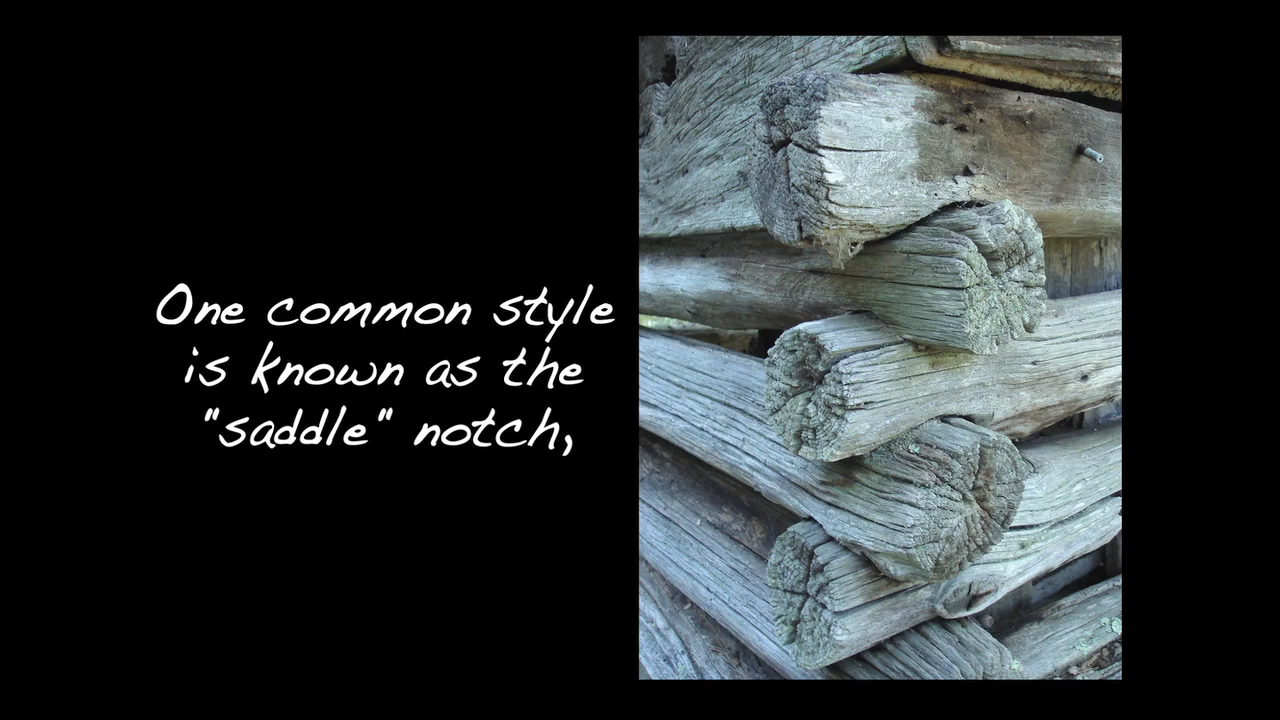 One common style
is known as the
"saddle" notch,